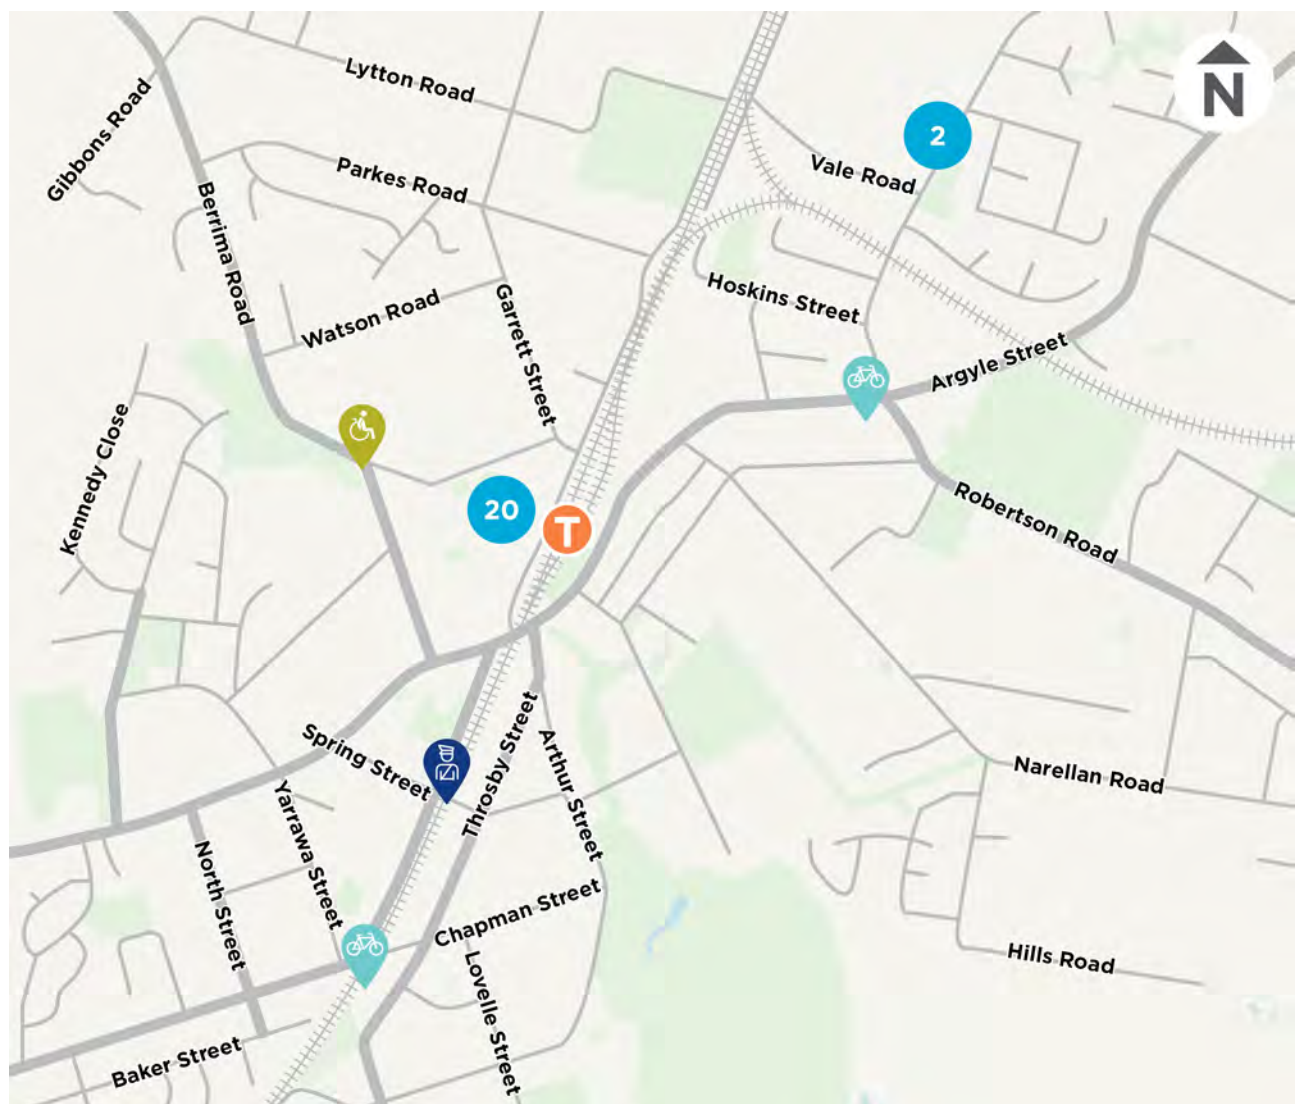 Lytton Road
N
2
Gibbons Road
Parkes Road
Vale Road
Berrima Road
Watson Road
Garrett Street
Hoskins Street
Argyle Street
Kennedy Close
20
T
Robertson Road
Spring Street
Throsby Street
Arthur Street
Narellan Road
Yarrawa Street
North Street
Chapman Street
Lovelle Street
Hills Road
Baker Street